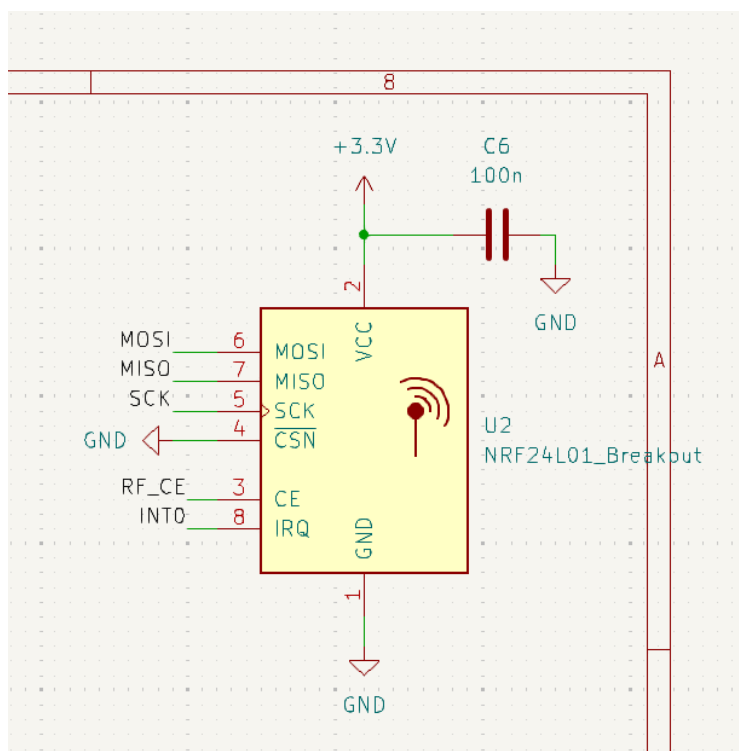 8
+3.3V
C6
100n
2
GND
VCC
MOSI 6 MOSI
MISO 7 MISO
SCK 5 SCK
GND 4 CSN
A
U2
NRF24L01_Breakout
RF_CE 3 CE
INT0 8 IRQ
GND
1
GND